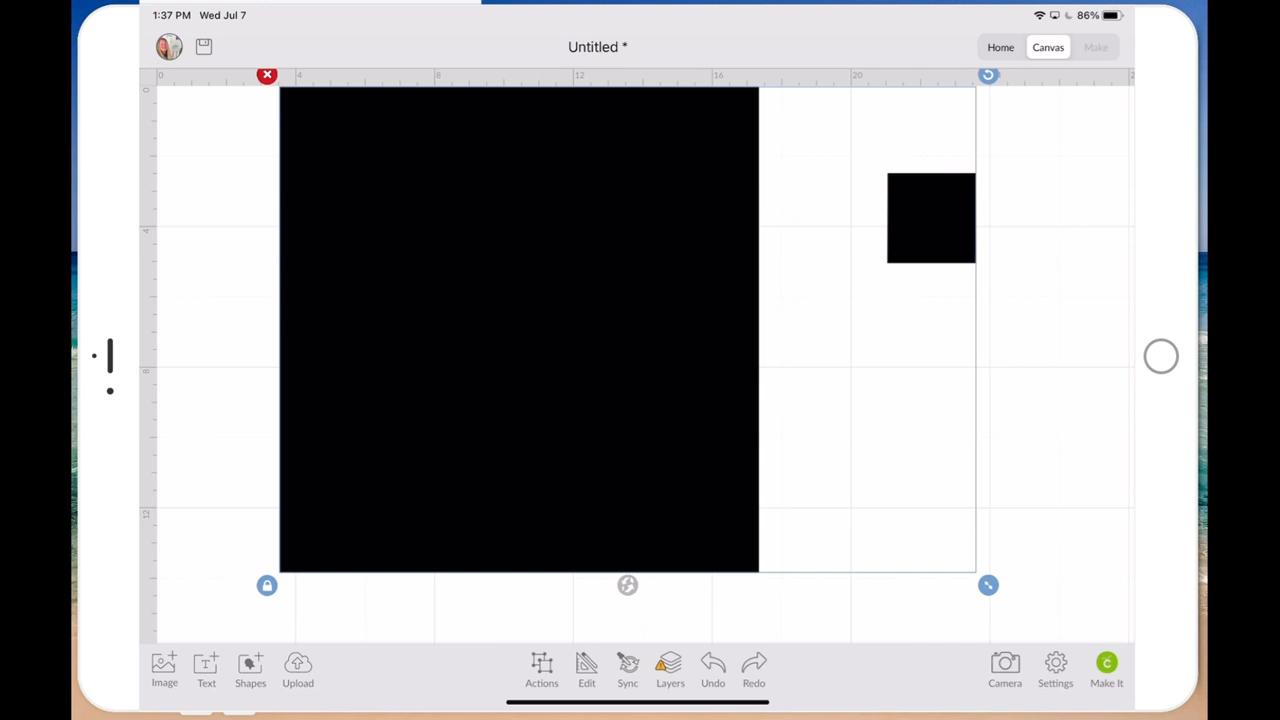 1:37 PM Wed Jul 7
86%
Untitled *
Home
Canvas
Make
0
4
8
12
16
20
2
0
4
8
12
Image
Text
Shapes
Upload
Actions
Edit
Sync
Layers
Undo
Redo
Camera
Settings
Make It